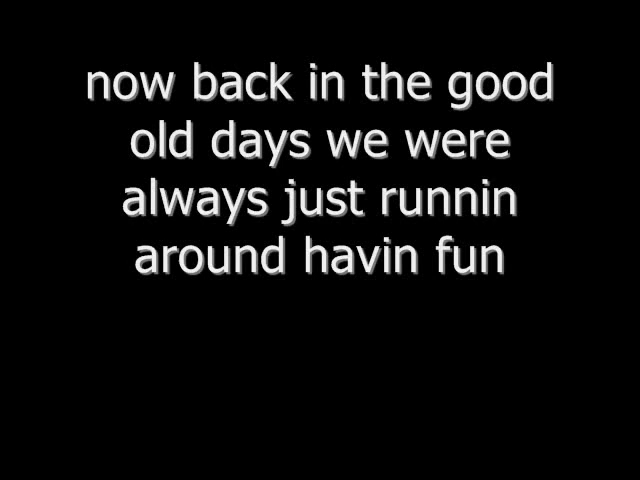 now back in the good
old days we were
always just runnin
around havin fun